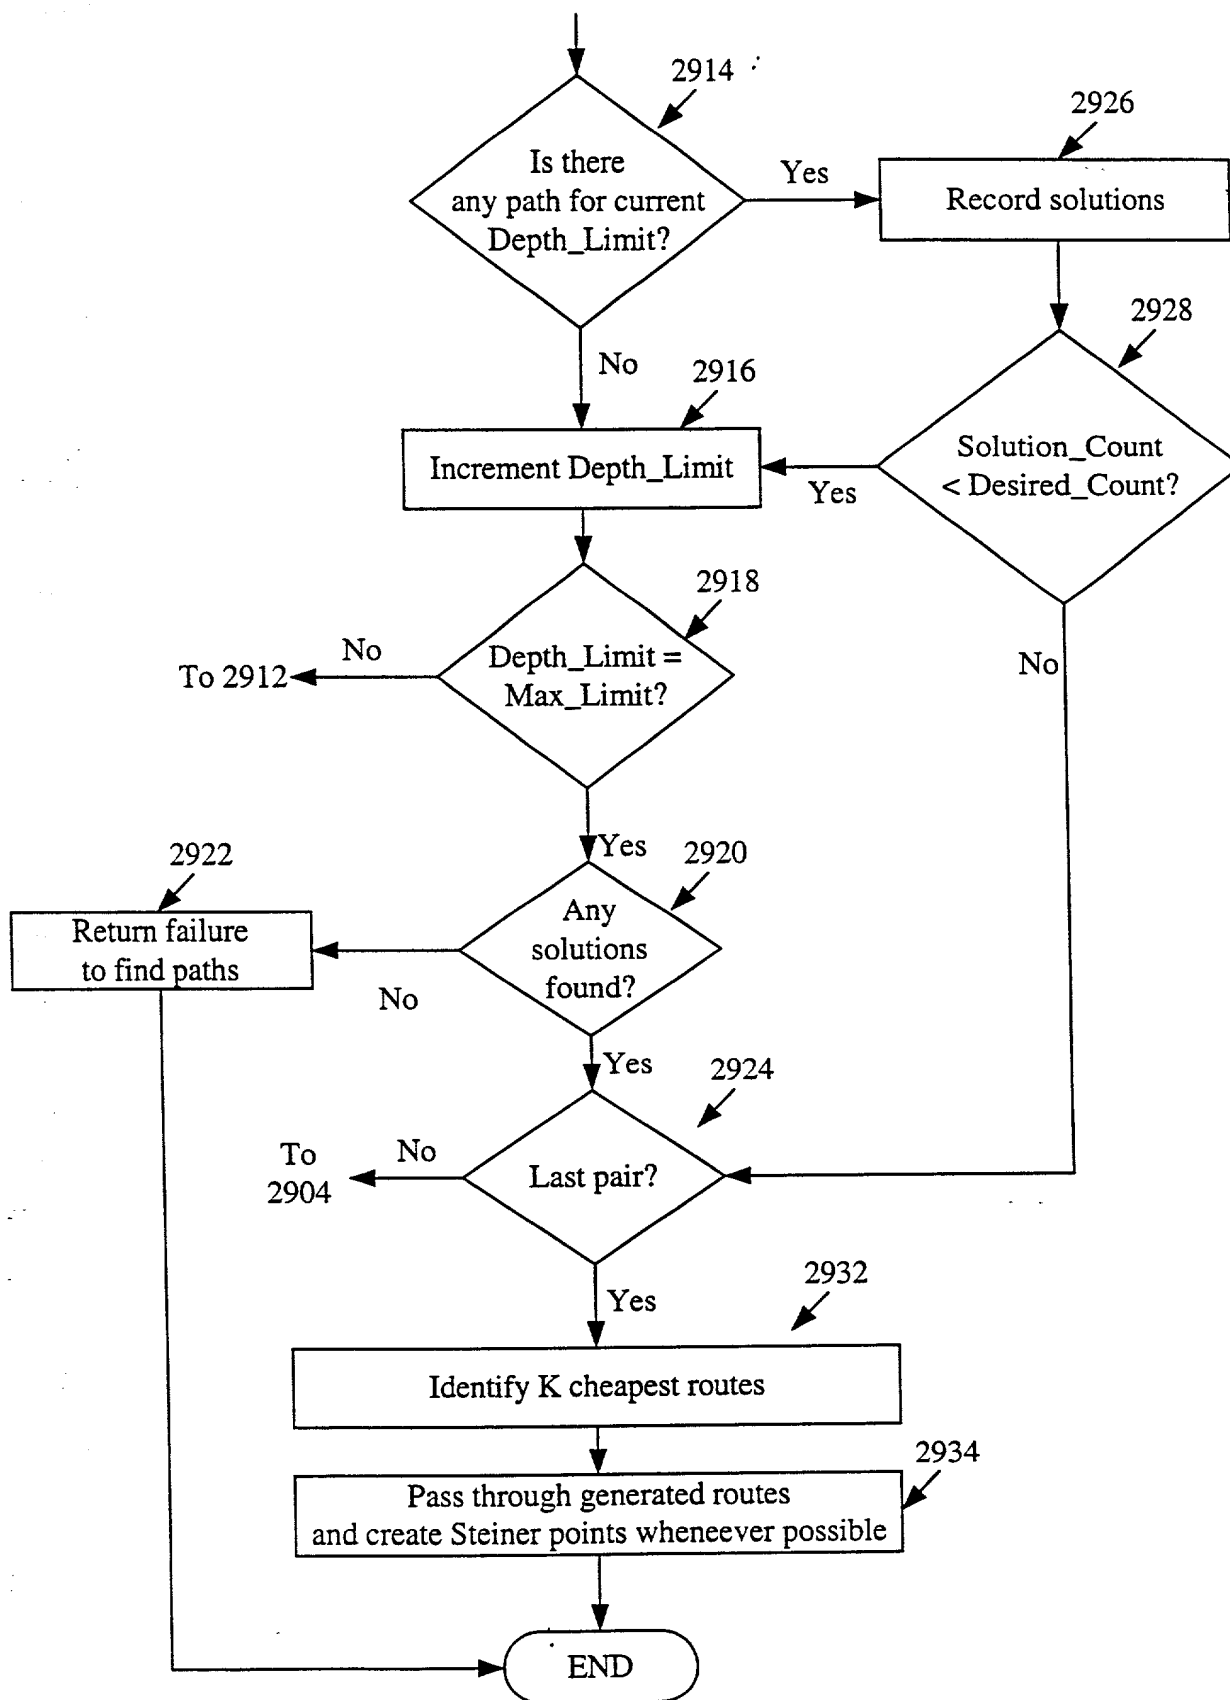 2914
Is there
any path for current
Depth_Limit?
Yes
2926
Record solutions
No
2916
Increment Depth_Limit
2928
Solution_Count
< Desired_Count?
Yes
No
2918
Depth_Limit =
Max_Limit?
No
To 2912
Yes
2920
Any
solutions
found?
No
2922
Return failure
to find paths
Yes
2924
Last pair?
No
To
2904
Yes
2932
Identify K cheapest routes
2934
Pass through generated routes
and create Steiner points wheneever possible
END